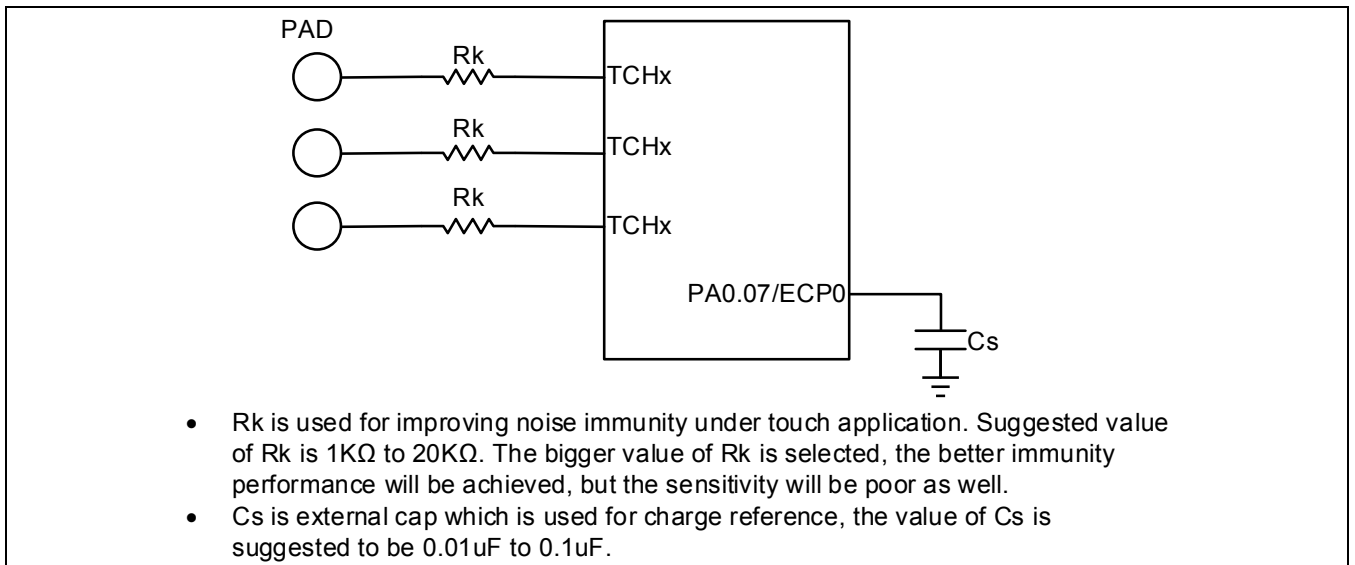 PAD
Rk
TCHx
Rk
TCHx
Rk
TCHx
PA0.07/ECP0
Cs
• Rk is used for improving noise immunity under touch application. Suggested value
of Rk is 1KΩ to 20KΩ. The bigger value of Rk is selected, the better immunity
performance will be achieved, but the sensitivity will be poor as well.
• Cs is external cap which is used for charge reference, the value of Cs is
suggested to be 0.01uF to 0.1uF.